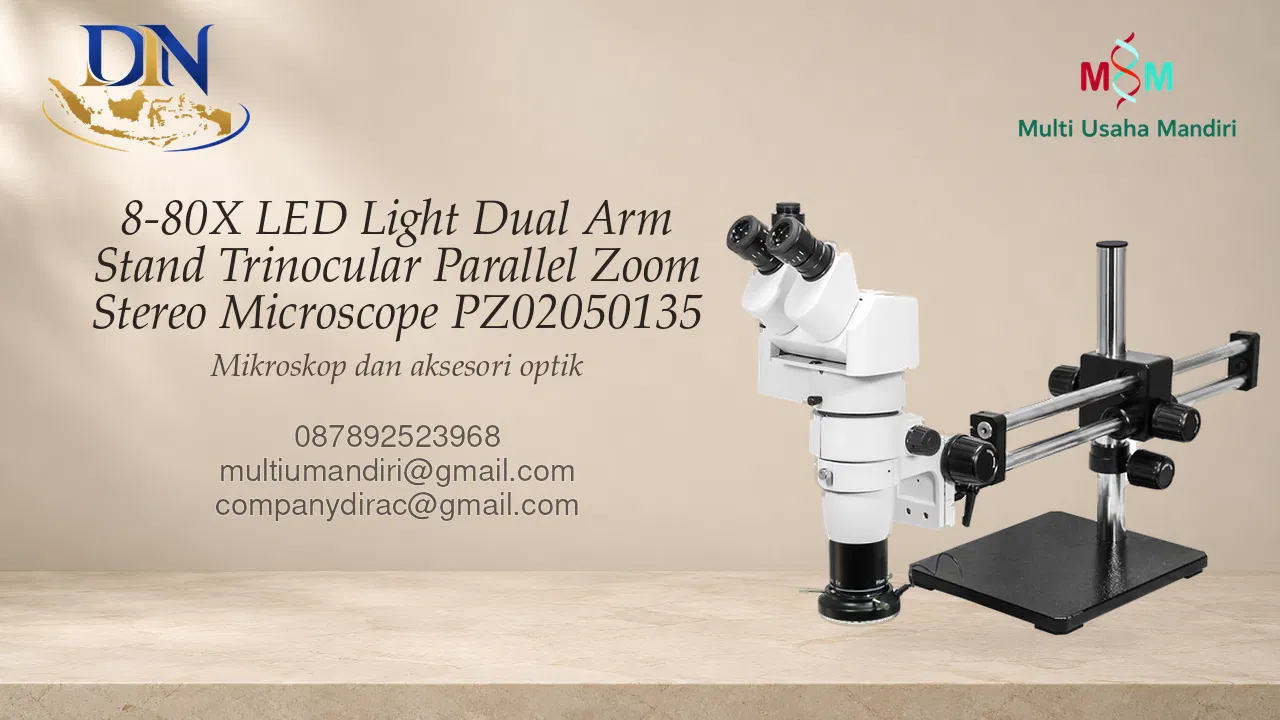 DN
M M
Multi Usaha Mandiri
8-80X LED Light Dual Arm
Stand Trinocular Parallel Zoom
Stereo Microscope PZ02050135
Mikroskop dan aksesori optik
087892523968
multiumandiri@gmail.com
companydirac@gmail.com